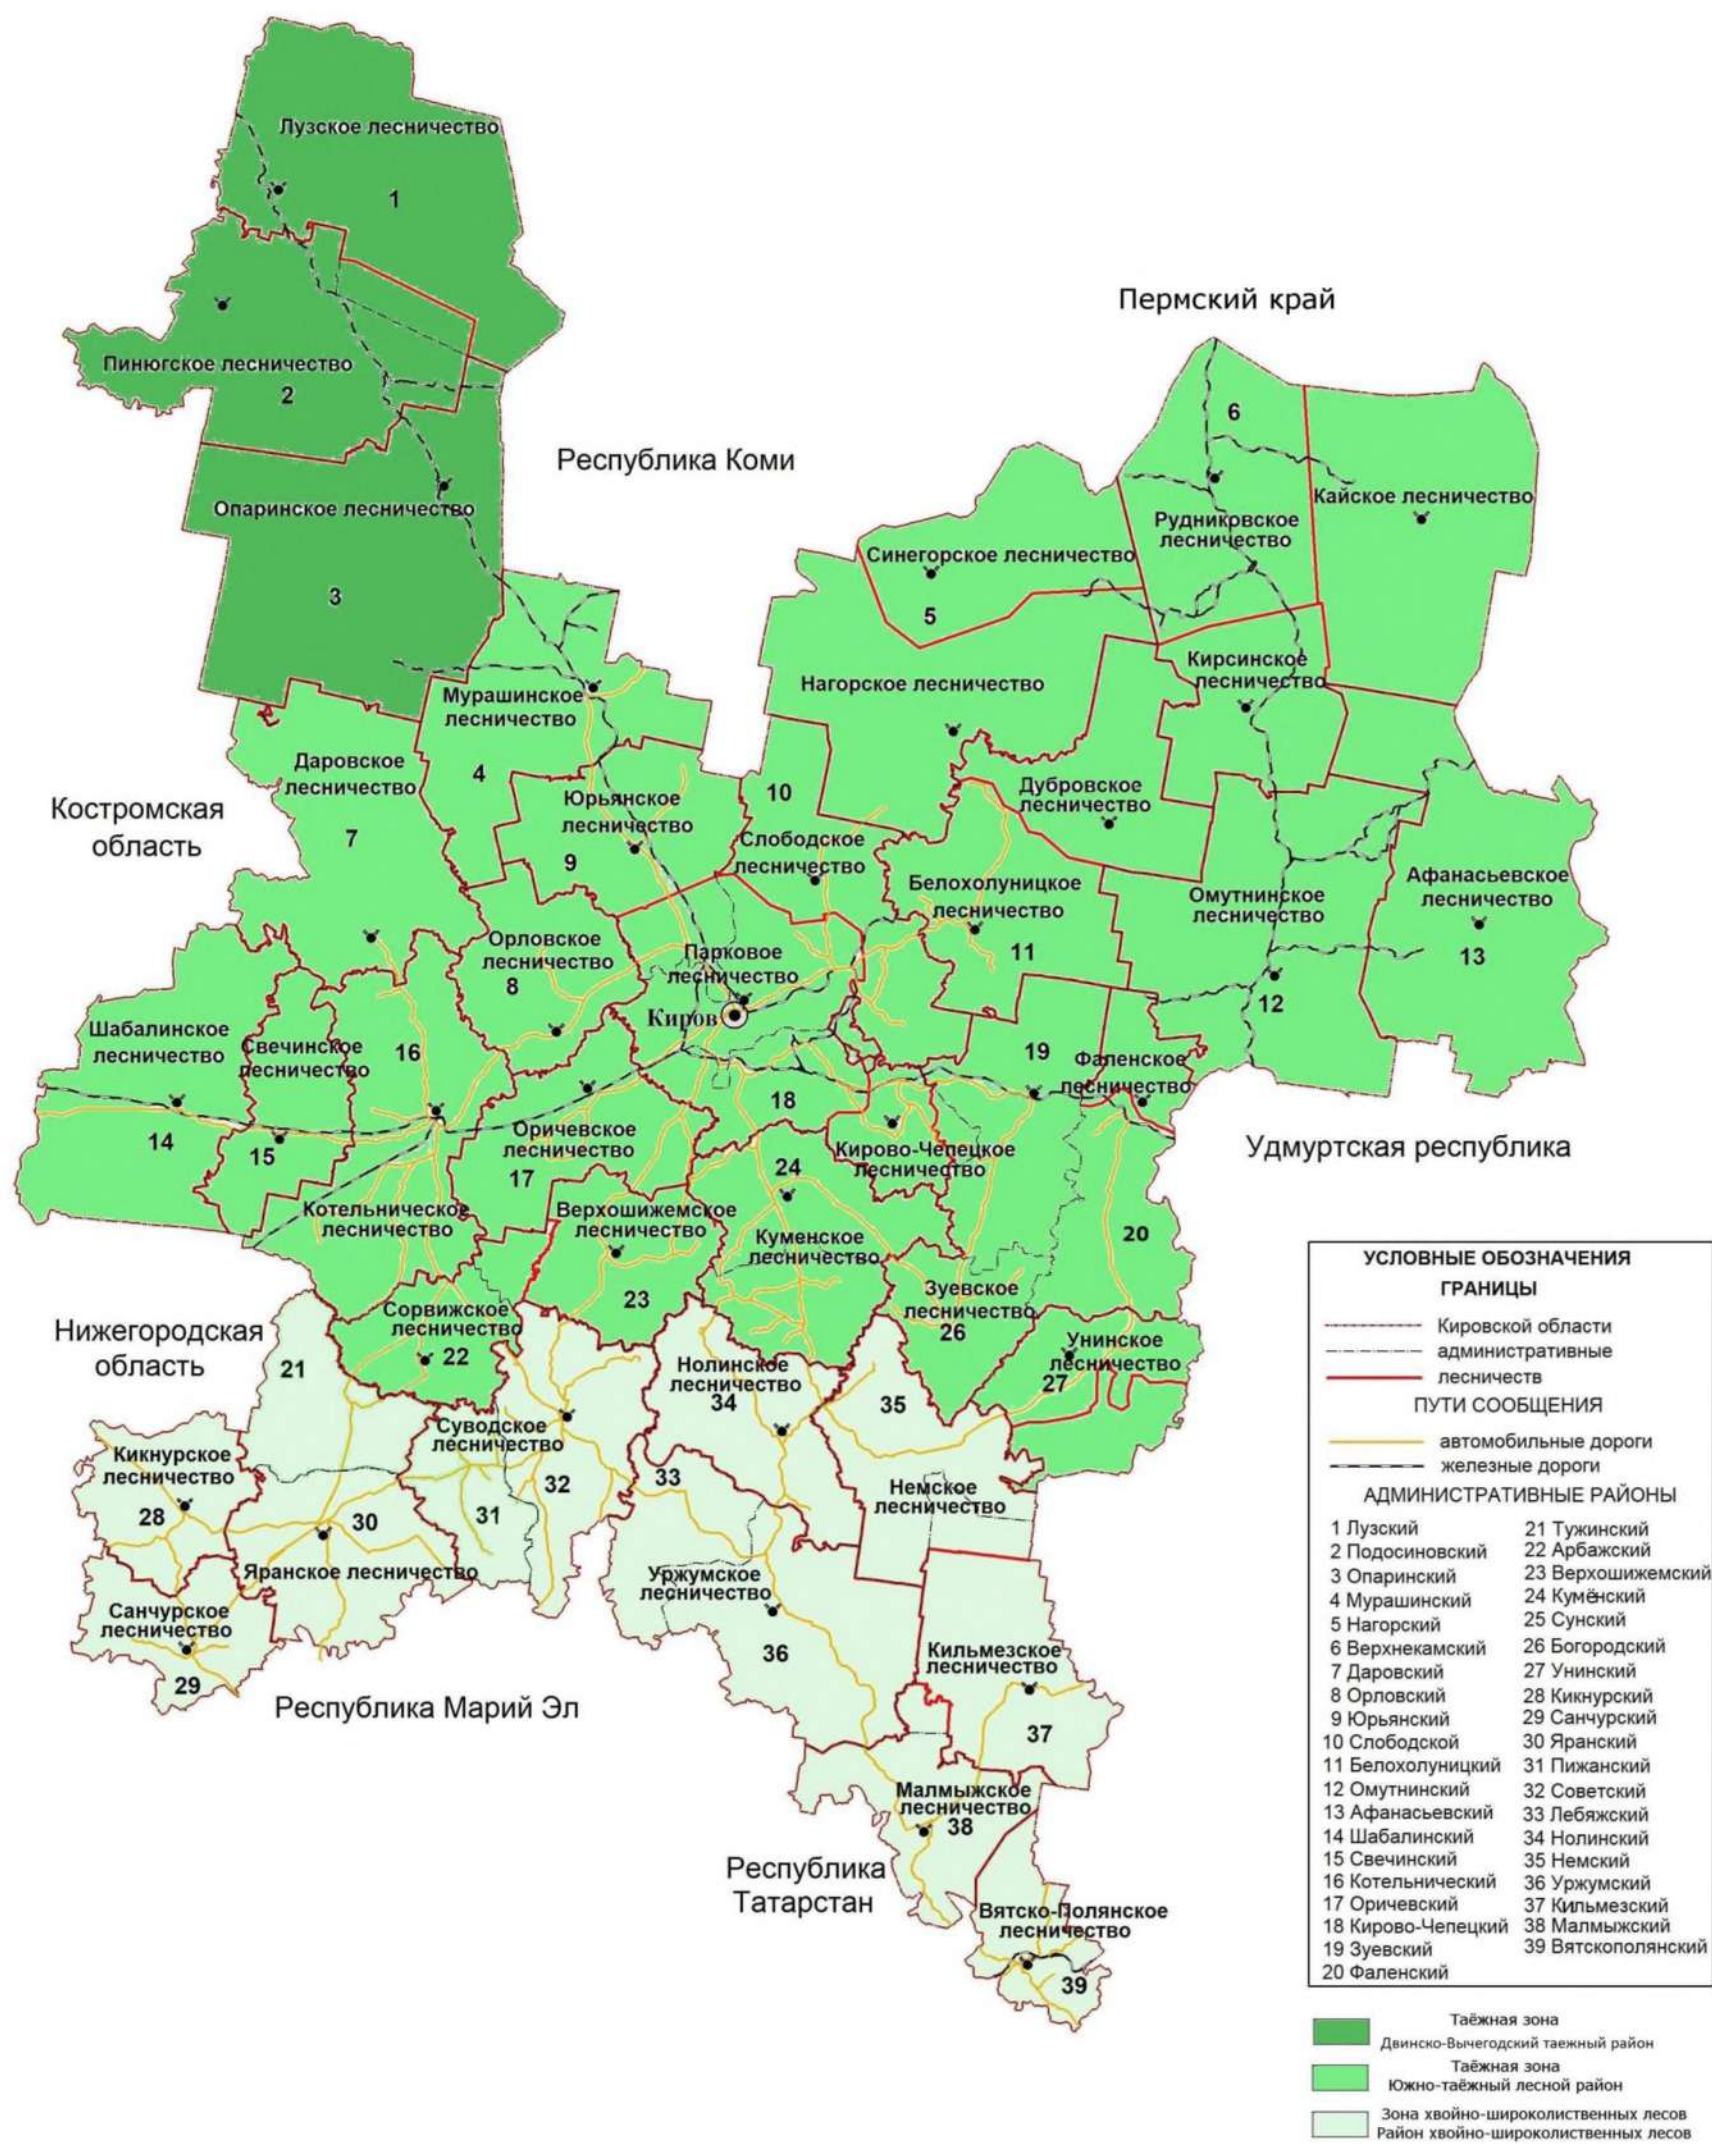 Лузское лесничество
1
Пермский край
Пинюгское лесничество
2
6
Республика Коми
Опаринское лесничество
Кайское лесничество
Рудниковское
лесничество
Синегорское лесничество
3
5
Кирсинское
лесничество
Нагорское лесничество
Мурашинское
лесничество
Даровское
лесничество
4
Дубровское
лесничество
10
Юрьянское
лесничество
Костромская
область
7
Слободское
лесничество
9
Белохолуницкое
лесничество
Омутнинское
лесничество
Афанасьевское
лесничество
Орловское
лесничество
Парковое
лесничество
11
13
8
12
Киров
Шабалинское
лесничество
Свечинское
лесничество
16
19
Фаленское
лесничество
18
14
15
Оричевское
лесничество
Кирово-Чепецкое
лесничество
Удмуртская республика
17
24
Котельническое
лесничество
Верхошижемское
лесничество
Куменское
лесничество
20
23
Зуевское
лесничество
26
Сорвижское
лесничество
22
Нижегородская
область
21
Унинское
лесничество
27
Нолинское
лесничество
34
35
Суводское
лесничество
Кикнурское
лесничество
33
32
Немское
лесничество
28
30
31
Яранское лесничество
Уржумское
лесничество
Санчурское
лесничество
29
36
Кильмезское
лесничество
Республика Марий Эл
37
Малмыжское
лесничество
38
Республика
Татарстан
Вятско-Полянское
лесничество
39
УСЛОВНЫЕ ОБОЗНАЧЕНИЯ
ГРАНИЦЫ
Кировской области
административные
лесничеств
ПУТИ СООБЩЕНИЯ
автомобильные дороги
железные дороги
АДМИНИСТРАТИВНЫЕ РАЙОНЫ
1 Лузский
2 Подосиновский
3 Опаринский
4 Мурашинский
5 Нагорский
6 Верхнекамский
7 Даровский
8 Орловский
9 Юрьянский
10 Слободской
11 Белохолуницкий
12 Омутнинский
13 Афанасьевский
14 Шабалинский
15 Свечинский
16 Котельнический
17 Оричевский
18 Кирово-Чепецкий
19 Зуевский
20 Фаленский
21 Тужинский
22 Арбажский
23 Верхошижемский
24 Кумёнский
25 Сунский
26 Богородский
27 Унинский
28 Кикнурский
29 Санчурский
30 Яранский
31 Пижанский
32 Советский
33 Лебяжский
34 Нолинский
35 Немский
36 Уржумский
37 Кильмезский
38 Малмыжский
39 Вятскополянский
Таёжная зона
Двинско-Вычегодский таежный район
Таёжная зона
Южно-таёжный лесной район
Зона хвойно-широколиственных лесов
Район хвойно-широколиственных лесов